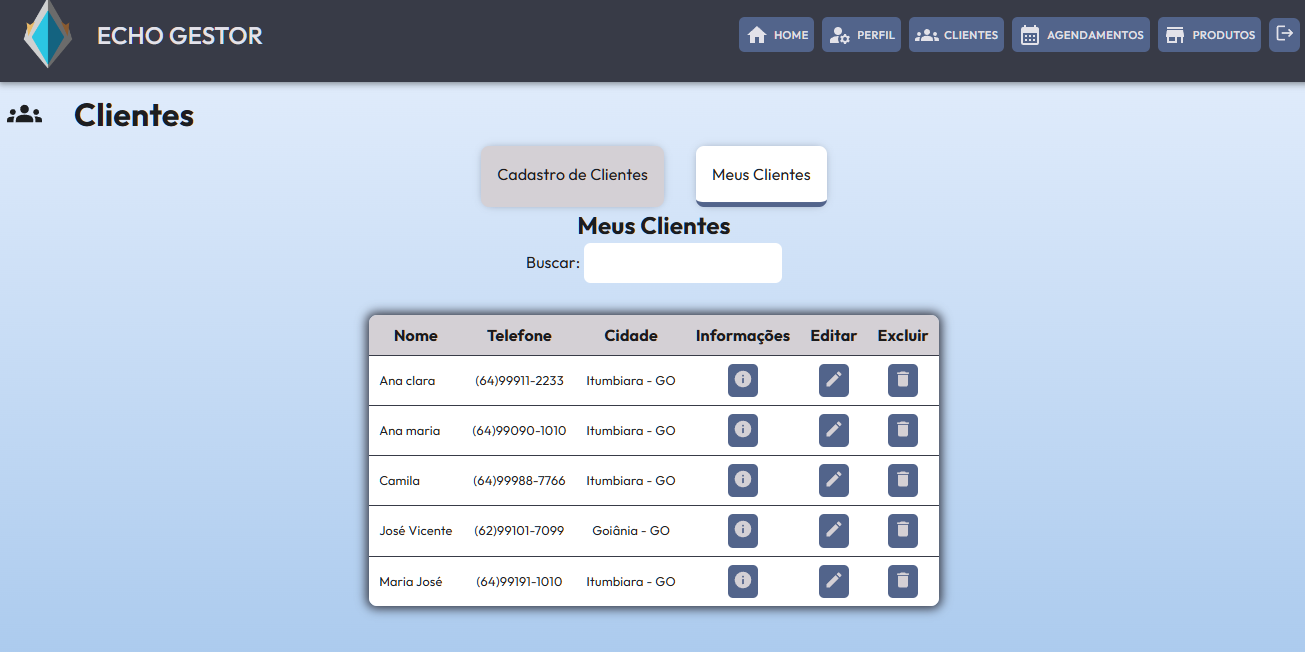 ECHO GESTOR
HOME PERFIL CLIENTES AGENDAMENTOS PRODUTOS
Clientes
Cadastro de Clientes Meus Clientes
Meus Clientes
Buscar:
Nome Telefone Cidade Informações Editar Excluir
Ana clara (64)99911-2233 Itumbiara - GO
Ana maria (64)99090-1010 Itumbiara - GO
Camila (64)99988-7766 Itumbiara - GO
José Vicente (62)99101-7099 Goiânia - GO
Maria José (64)99191-1010 Itumbiara - GO